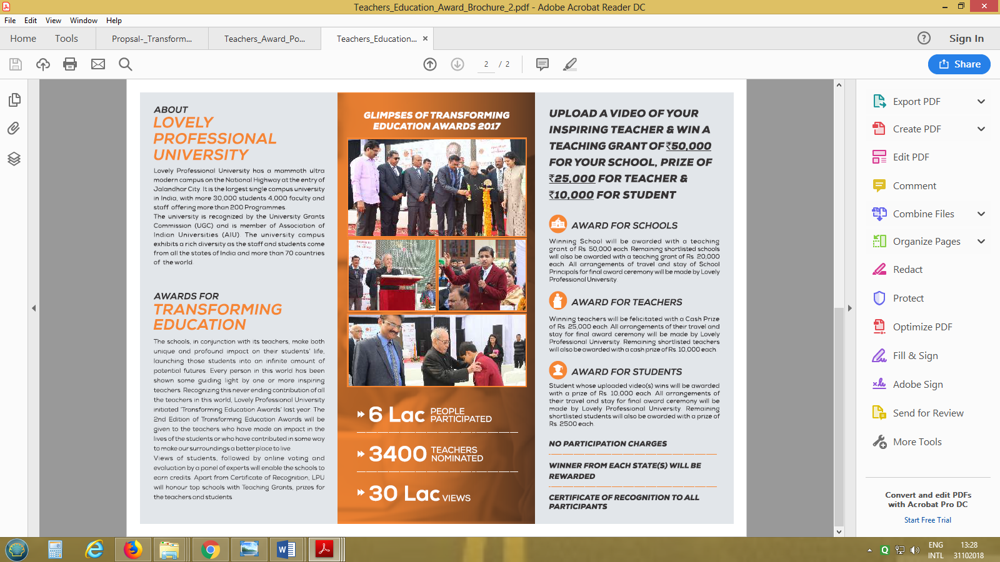 Teachers_Education_Award_Brochure_2.pdf - Adobe Acrobat Reader DC
File Edit View Window Help
Home Tools Propsal-_Transform... Teachers_Award_Po... Teachers_Education... Sign In
2 / 2 Share
ABOUT
LOVELY
PROFESSIONAL
UNIVERSITY
Lovely Professional University has a mammoth ultra
modern campus on the National Highway at the entry of
Jalandhar City. It is the largest single campus university
in India, with more 30,000 students 4,000 faculty and
staff offering more than 200 Programmes
The university is recognized by the University Grants
Commission (UGC) and is member of Association of
Indian Universities (AIU). The university campus
exhibits a rich diversity as the staff and students come
from all the states of India and more than 70 countries
of the world.
AWARDS FOR
TRANSFORMING
EDUCATION
The schools, in conjunction with its teachers, make both
unique and profound impact on their students' life,
launching those students into an infinite amount of
potential futures. Every person in this world has been
shown some guiding light by one or more inspiring
teachers. Recognizing this never ending contribution of all
the teachers in this world, Lovely Professional University
initiated 'Transforming Education Awards' last year. The
2nd Edition of Transforming Education Awards will be
given to the teachers who have made an impact in the
lives of the students or who have contributed in some way
to make our surroundings a better place to live.
Views of students, followed by online voting and
evaluation by a panel of experts will enable the schools to
earn credits. Apart from Certificate of Recognition, LPU
will honour top schools with Teaching Grants, prizes for
the teachers and students.
GLIMPSES OF TRANSFORMING
EDUCATION AWARDS 2017
6 Lac PEOPLE
PARTICIPATED
3400 TEACHERS
NOMINATED
30 Lac VIEWS
UPLOAD A VIDEO OF YOUR
INSPIRING TEACHER & WIN A
TEACHING GRANT OF ₹50,000
FOR YOUR SCHOOL, PRIZE OF
₹25,000 FOR TEACHER &
₹10,000 FOR STUDENT
AWARD FOR SCHOOLS
Winning School will be awarded with a teaching
grant of Rs. 50,000 each. Remaining shortlisted schools
will also be awarded with a teaching grant of Rs. 20,000
each. All arrangements of travel and stay of School
Principals for final award ceremony will be made by Lovely
Professional University.
AWARD FOR TEACHERS
Winning teachers will be felicitated with a Cash Prize
of Rs. 25,000 each. All arrangements of their travel and
stay for final award ceremony will be made by Lovely
Professional University. Remaining shortlisted teachers
will also be awarded with a cash prize of Rs. 10,000 each.
AWARD FOR STUDENTS
Student whose uploaded video(s) wins will be awarded
with a prize of Rs. 10,000 each. All arrangements of
their travel and stay for final award ceremony will be
made by Lovely Professional University. Remaining
shortlisted students will also be awarded with a prize of
Rs. 2500 each.
NO PARTICIPATION CHARGES
WINNER FROM EACH STATE(S) WILL BE
REWARDED
CERTIFICATE OF RECOGNITION TO ALL
PARTICIPANTS
Export PDF
Create PDF
Edit PDF
Comment
Combine Files
Organize Pages
Redact
Protect
Optimize PDF
Fill & Sign
Adobe Sign
Send for Review
More Tools
Convert and edit PDFs
with Acrobat Pro DC
Start Free Trial
ENG 13:28
INTL 31102018